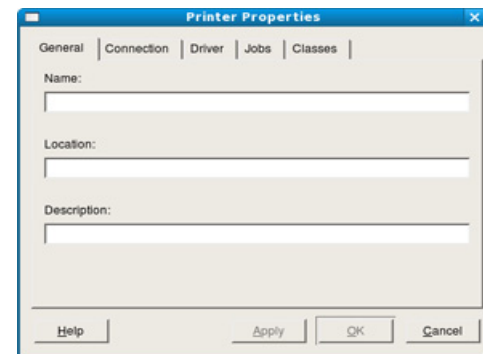 Printer Properties
General Connection Driver Jobs Classes
Name:
Location:
Description:
Help Apply OK Cancel